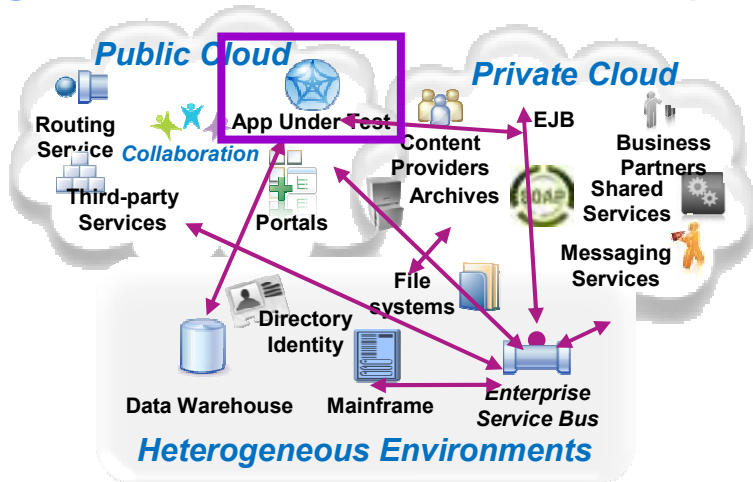 Public Cloud
Private Cloud
App Under Test
EJB
Routing
Service
Collaboration
Content
Providers
Business
Partners
Third-party
Services
Portals
Archives
SOAP
Shared
Services
Messaging
Services
File
systems
Directory
Identity
Data Warehouse
Mainframe
Enterprise
Service Bus
Heterogeneous Environments